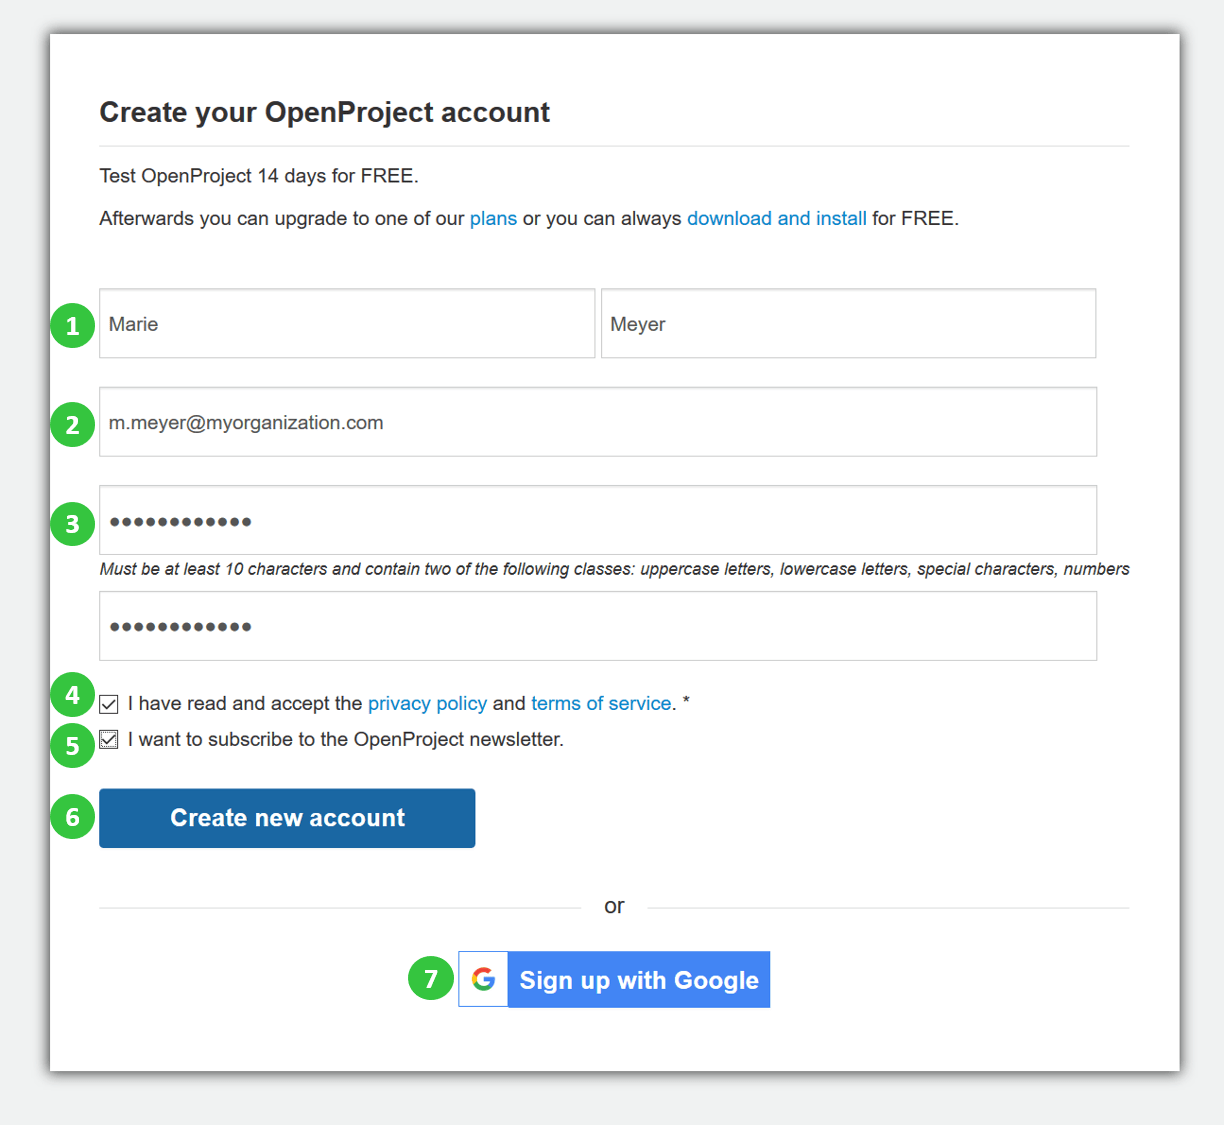 Create your OpenProject account
Test OpenProject 14 days for FREE.
Afterwards you can upgrade to one of our plans or you can always download and install for FREE.
1 Marie Meyer
2 m.meyer@myorganization.com
3 ●●●●●●●●●●●●
Must be at least 10 characters and contain two of the following classes: uppercase letters, lowercase letters, special characters, numbers
●●●●●●●●●●●●
4 I have read and accept the privacy policy and terms of service. *
5 I want to subscribe to the OpenProject newsletter.
6 Create new account
or
7 G Sign up with Google